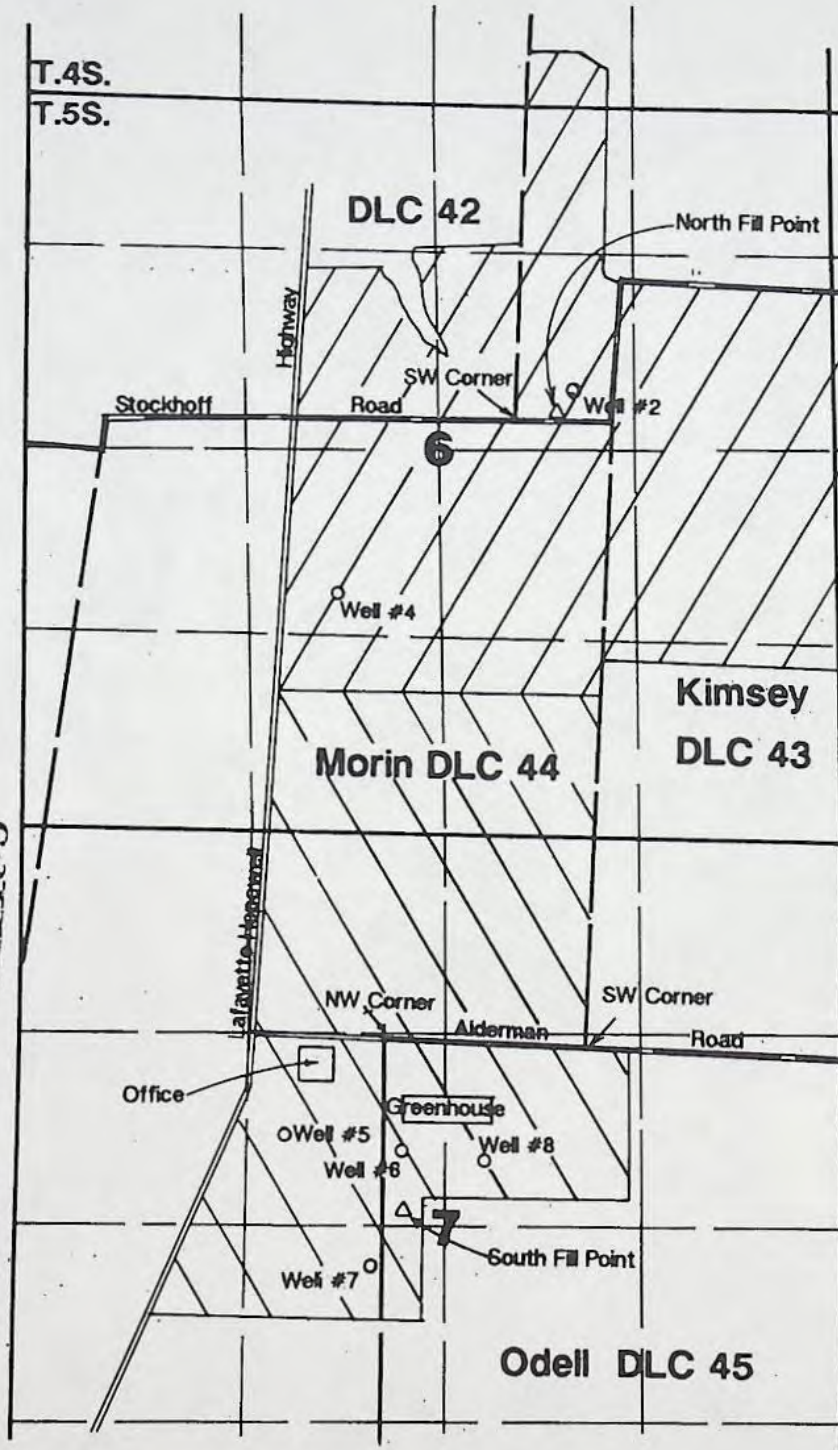 T.4S.
T.5S.
DLC 42
North Fill Point
Highway
SW Corner
Stockhoff Road
Well #2
6
Well #4
Kimsey
DLC 43
Morin DLC 44
Lafayette
NW Corner
SW Corner
Alderman Road
Office
Greenhouse
Well #5
Well #8
Well #6
7
South Fill Point
Well #7
Odell DLC 45